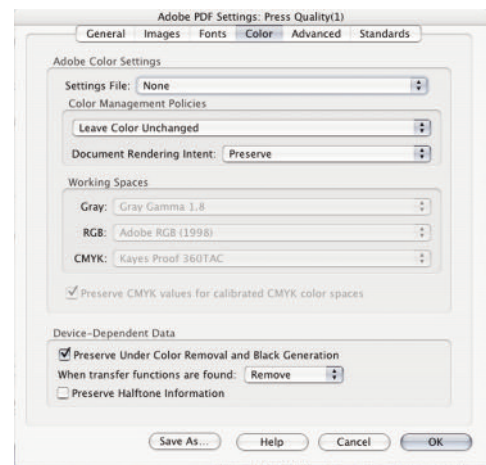 Adobe PDF Settings: Press Quality(1)
General Images Fonts Color Advanced Standards
Adobe Color Settings
Settings File: None
Color Management Policies
Leave Color Unchanged
Document Rendering Intent: Preserve
Working Spaces
Gray: Gray Gamma 1.8
RGB: Adobe RGB (1998)
CMYK: Kayes Proof 360TAC
Preserve CMYK values for calibrated CMYK color spaces
Device-Dependent Data
Preserve Under Color Removal and Black Generation
When transfer functions are found: Remove
Preserve Halftone Information
Save As... Help Cancel OK